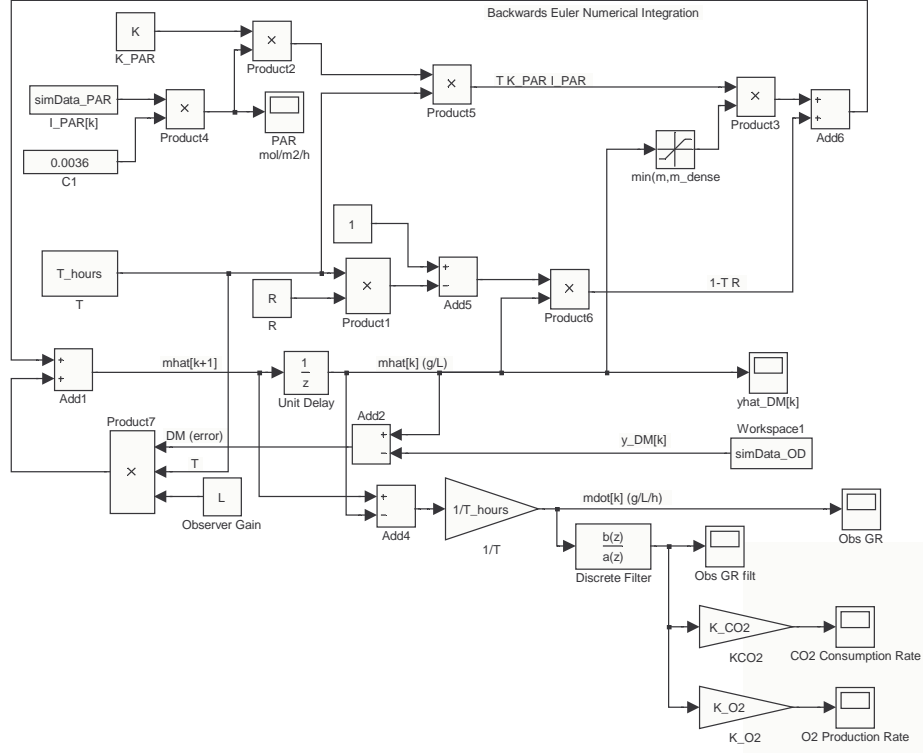 Backwards Euler Numerical Integration
K
K_PAR
×
Product2
simData_PAR
I_PAR[k]
×
Product4
PAR
mol/m2/h
0.0036
C1
×
Product5
T K_PAR I_PAR
×
Product3
+
+
Add6
min(m,m_dense
1
T_hours
T
R
R
×
Product1
+
−
Add5
×
Product6
1-T R
+
+
Add1
mhat[k+1]
1
z
Unit Delay
mhat[k] (g/L)
yhat_DM[k]
Product7
×
DM (error)
T
L
Observer Gain
Add2
+
−
y_DM[k]
Workspace1
simData_OD
+
−
Add4
1/T_hours
1/T
mdot[k] (g/L/h)
Obs GR
b(z)
a(z)
Discrete Filter
Obs GR filt
K_CO2
KCO2
CO2 Consumption Rate
K_O2
K_O2
O2 Production Rate